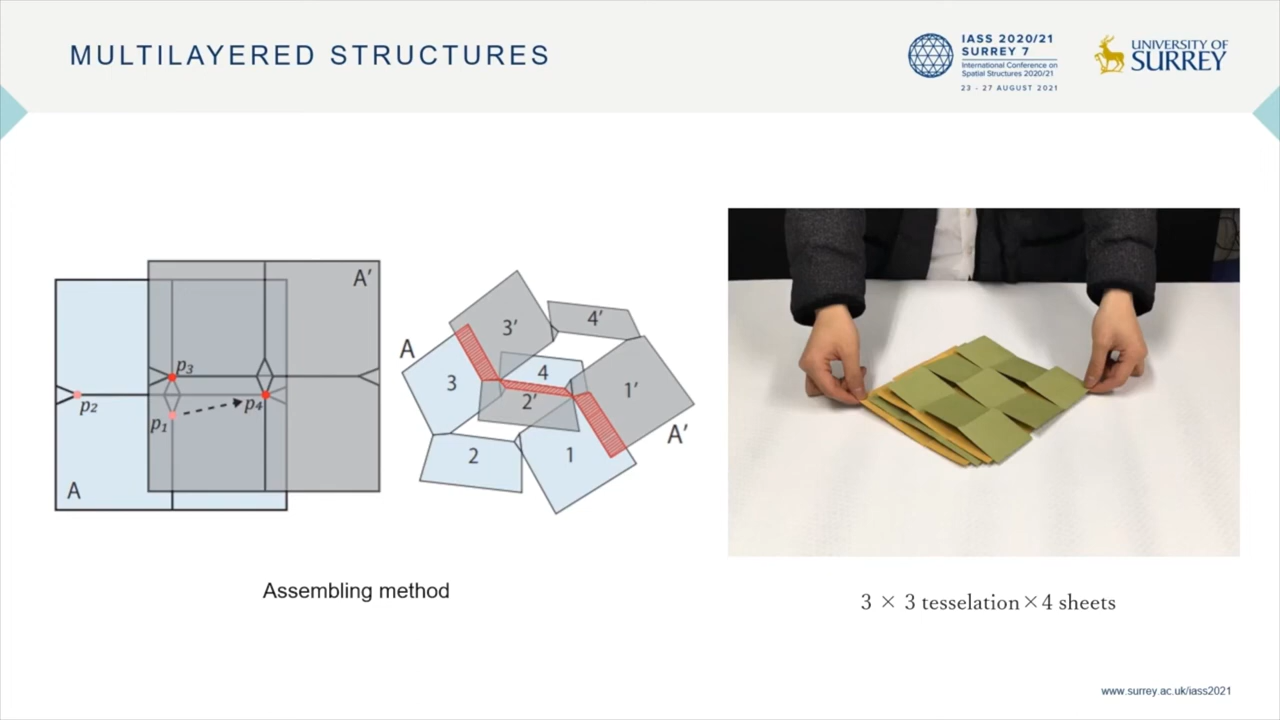 MULTILAYERED STRUCTURES
IASS 2020/21
SURREY 7
International Conference on
Spatial Structures 2020/21
23 - 27 AUGUST 2021
UNIVERSITY OF
SURREY
A′
p₃
p₂
p₄
p₁
A
A
3′
4′
3
4
1′
2′
A′
2
1
Assembling method
3 × 3 tesselation×4 sheets
www.surrey.ac.uk/iass2021